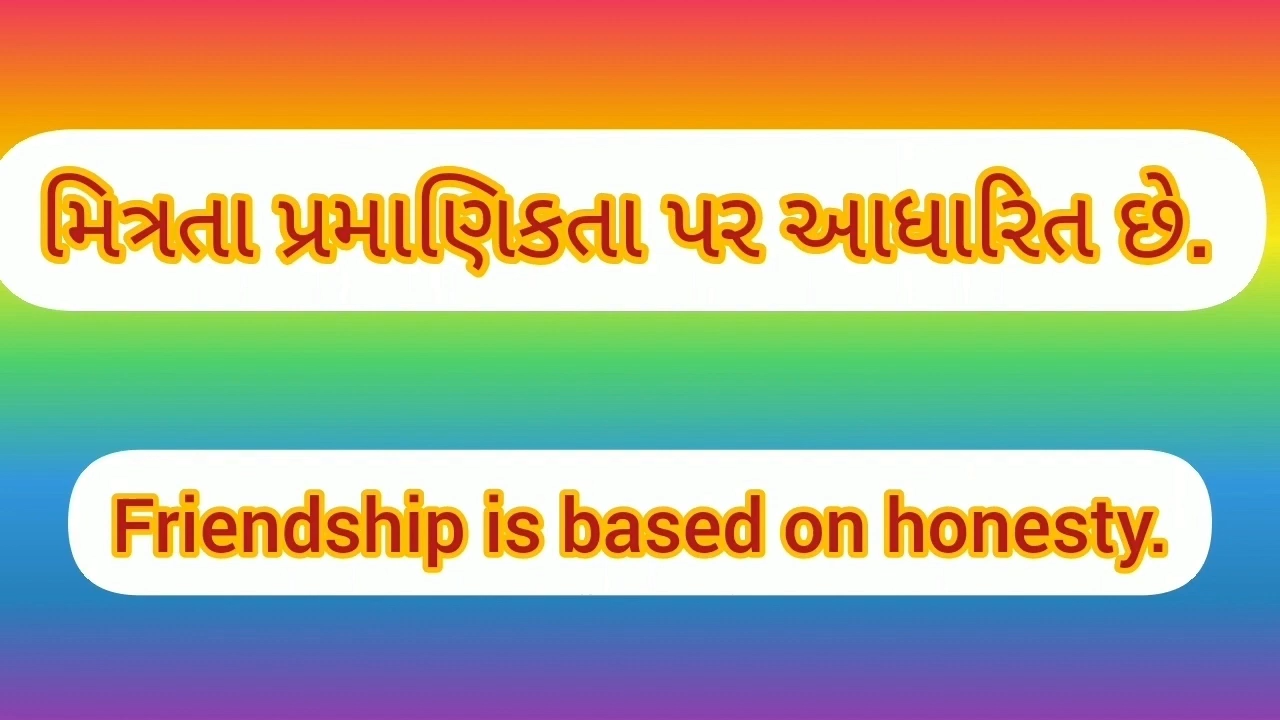 મિત્રતા પ્રમાણિકતા પર આધારિત છે.
Friendship is based on honesty.